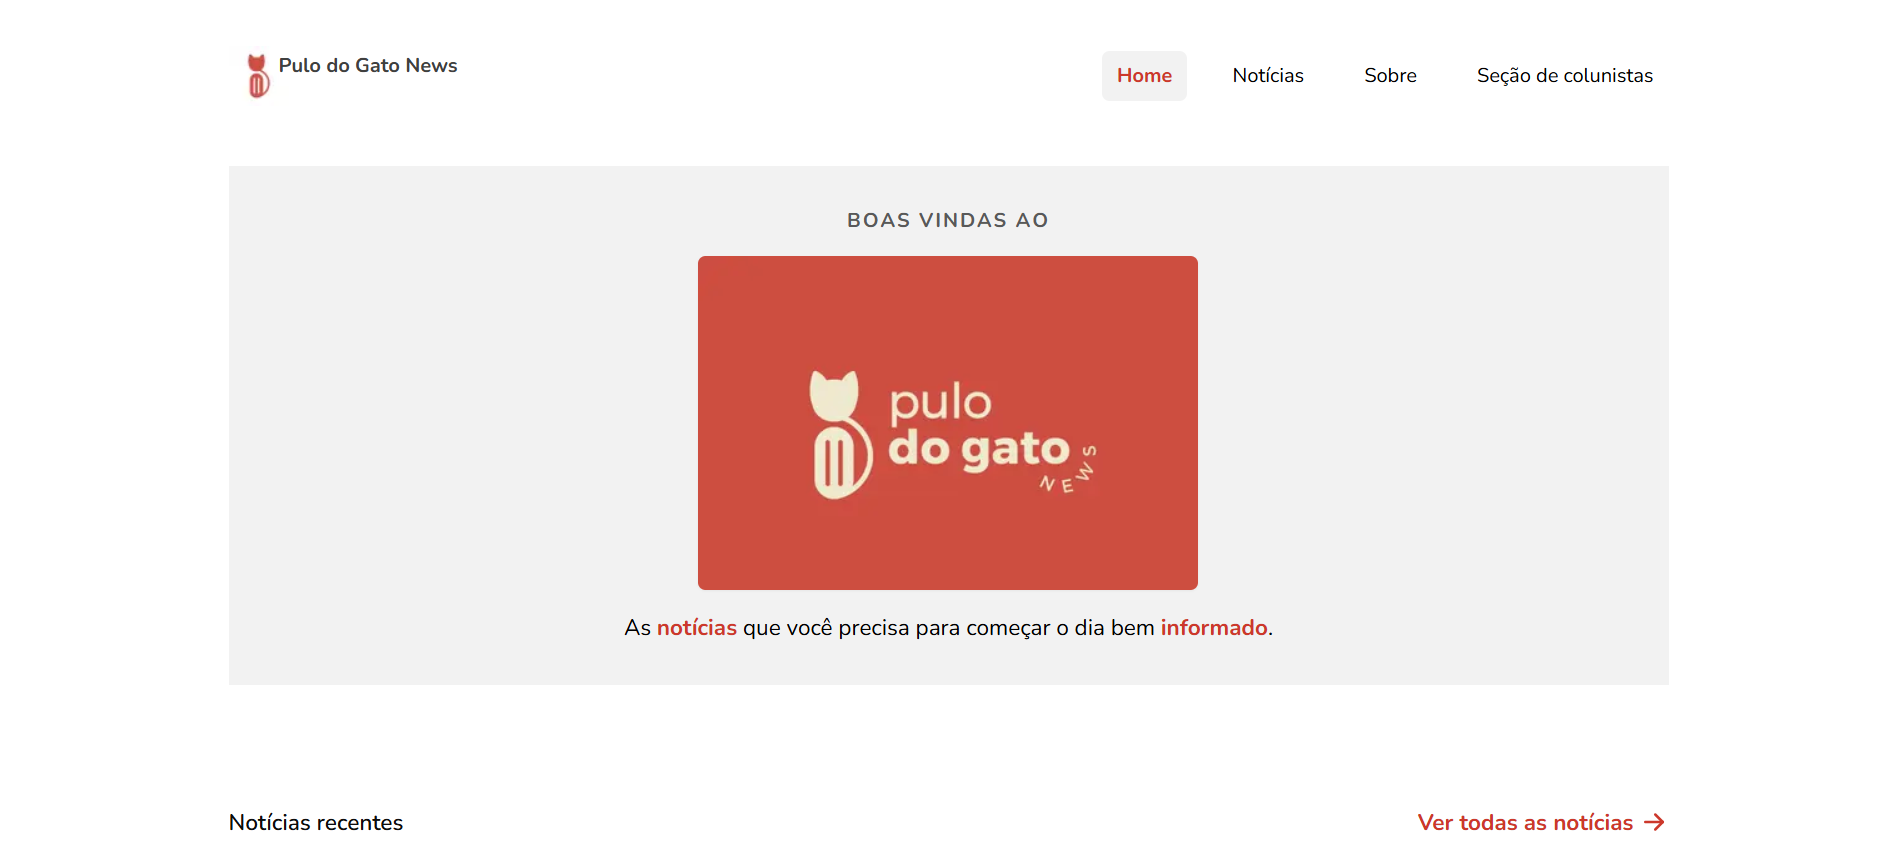 Pulo do Gato News
Home
Notícias
Sobre
Seção de colunistas
BOAS VINDAS AO
pulo
do gato
NEWS
As notícias que você precisa para começar o dia bem informado.
Notícias recentes
Ver todas as notícias →